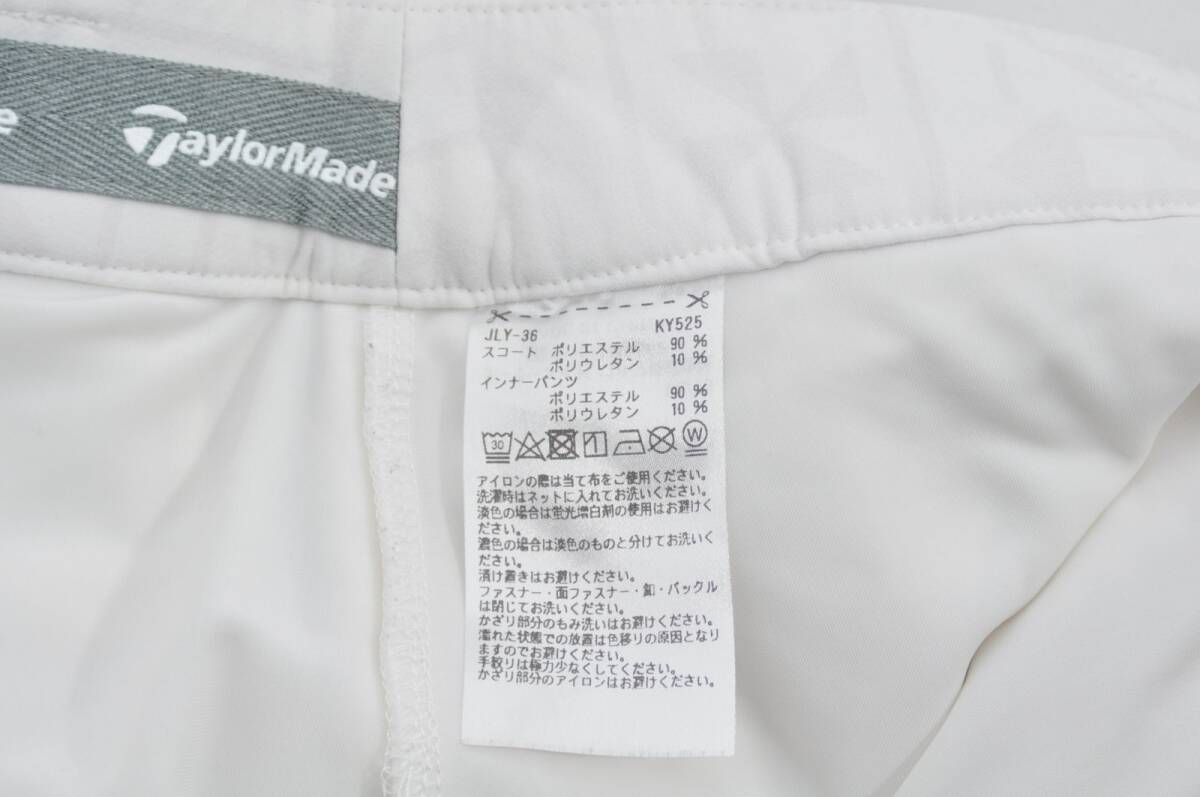 e TaylorMade
JLY-36 KY525
スコート ポリエステル 90 %
ポリウレタン 10 %
インナーパンツ
ポリエステル 90 %
ポリウレタン 10 %
30 W
アイロンの際は当て布をご使用ください。
洗濯時はネットに入れてお洗いください。
淡色の場合は蛍光増白剤の使用はお避けく
ださい。
濃色の場合は淡色のものと分けてお洗いく
ださい。
漬け置きはお避けください。
ファスナー・面ファスナー・釦・バックル
は閉じてお洗いください。
かざり部分のもみ洗いはお避けください。
濡れた状態での放置は色移りの原因となり
ますのでお避けください。
手絞りは極力少なくしてください。
かざり部分のアイロンはお避けください。